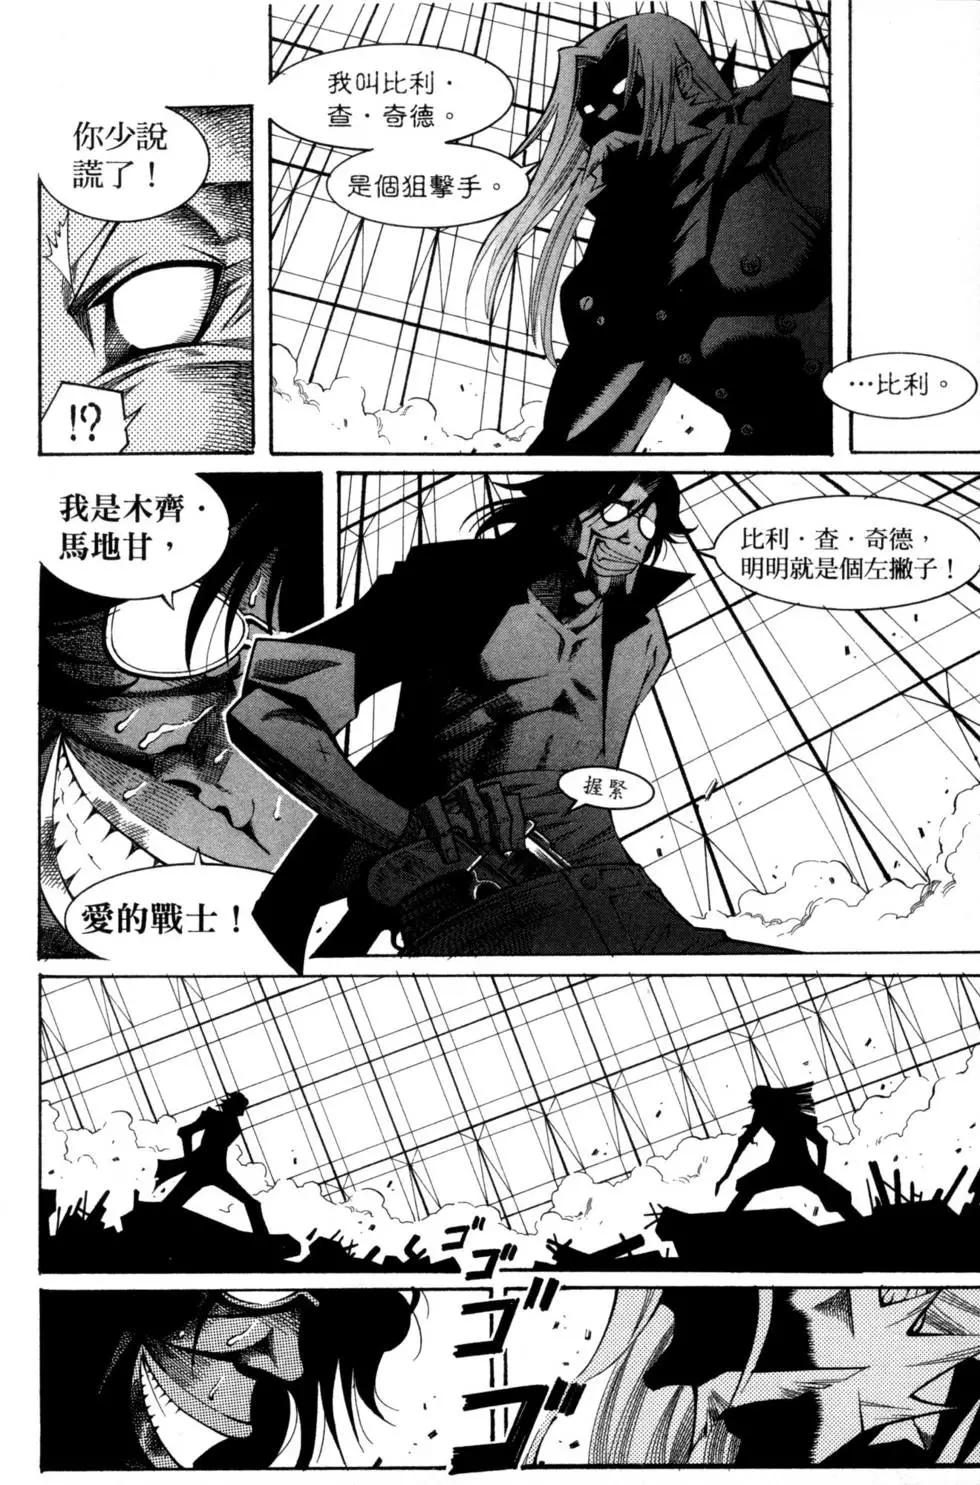 …比利。
我叫比利·
查·奇德。
是個狙擊手。
你少說
謊了！
!?
比利·查·奇德，
明明就是個左撇子！
握緊
我是木齊·
馬地甘，
愛的戰士！
ゴゴ
ゴゴ
ゴゴ